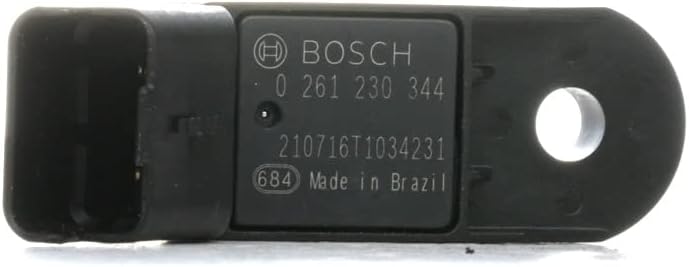 BOSCH
0 261 230 344
210716T1034231
684 Made in Brazil